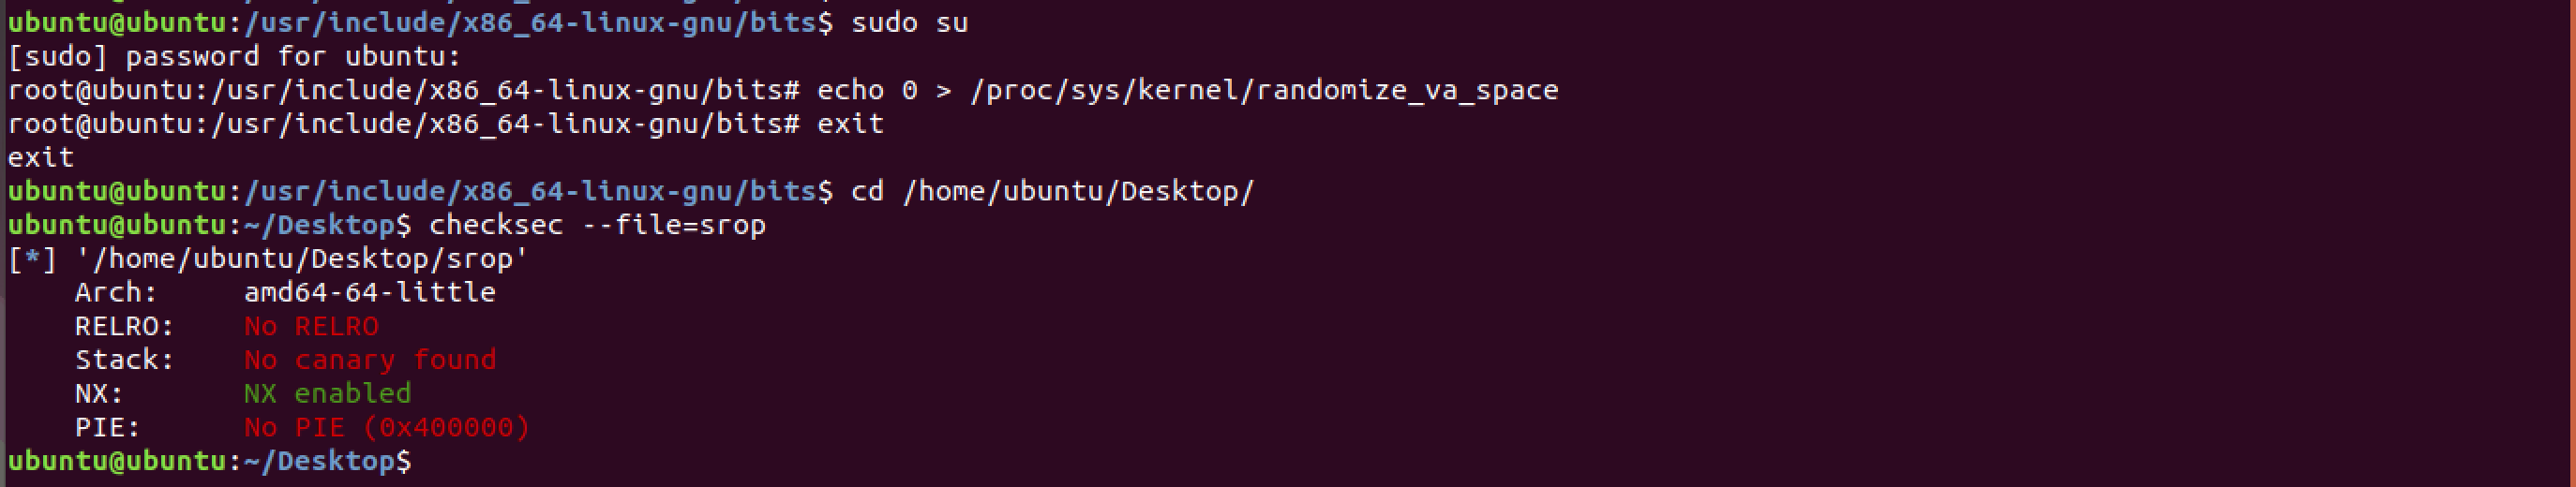 ubuntu@ubuntu:/usr/include/x86_64-linux-gnu/bits$ sudo su
[sudo] password for ubuntu:
root@ubuntu:/usr/include/x86_64-linux-gnu/bits# echo 0 > /proc/sys/kernel/randomize_va_space
root@ubuntu:/usr/include/x86_64-linux-gnu/bits# exit
exit
ubuntu@ubuntu:/usr/include/x86_64-linux-gnu/bits$ cd /home/ubuntu/Desktop/
ubuntu@ubuntu:~/Desktop$ checksec --file=srop
[*] '/home/ubuntu/Desktop/srop'
    Arch:     amd64-64-little
    RELRO:    No RELRO
    Stack:    No canary found
    NX:       NX enabled
    PIE:      No PIE (0x400000)
ubuntu@ubuntu:~/Desktop$